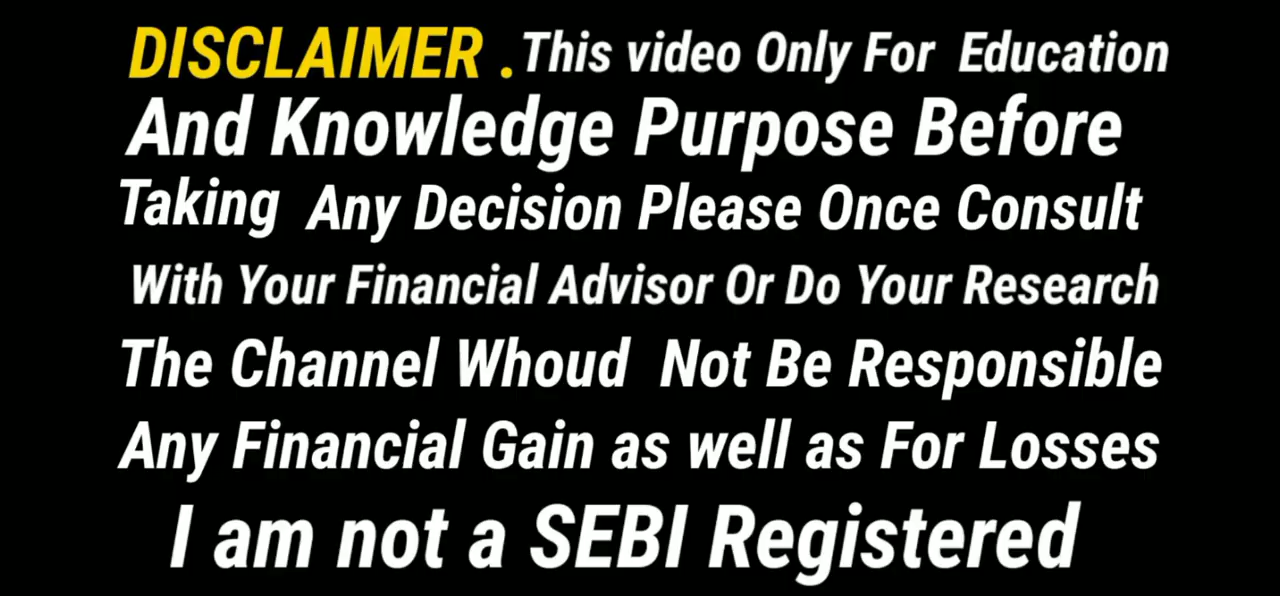 DISCLAIMER . This video Only For Education
And Knowledge Purpose Before
Taking Any Decision Please Once Consult
With Your Financial Advisor Or Do Your Research
The Channel Whoud Not Be Responsible
Any Financial Gain as well as For Losses
I am not a SEBI Registered